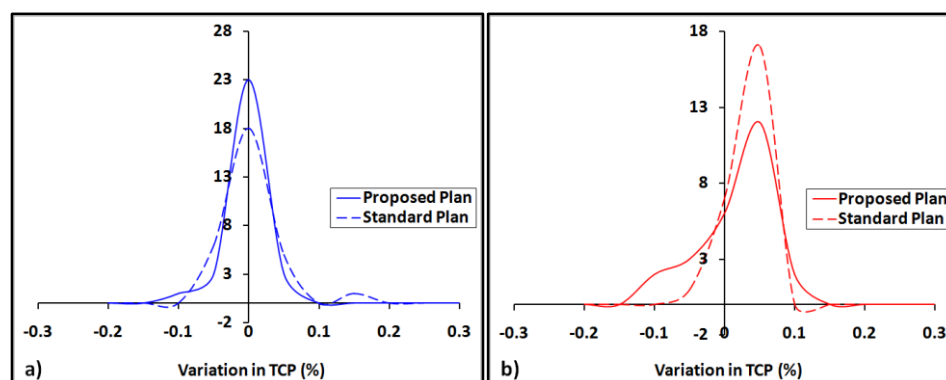 28
23
18
13
8
3
-2
-0.3 -0.2 -0.1 0 0.1 0.2 0.3
Proposed Plan
Standard Plan
a) Variation in TCP (%)
18
13
8
3
-2
-0.3 -0.2 -0.1 0 0.1 0.2 0.3
Proposed Plan
Standard Plan
b) Variation in TCP (%)